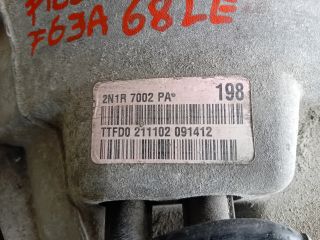 F63A 68LE
2N1R 7002 PA* 198
TTFD0 211102 091412